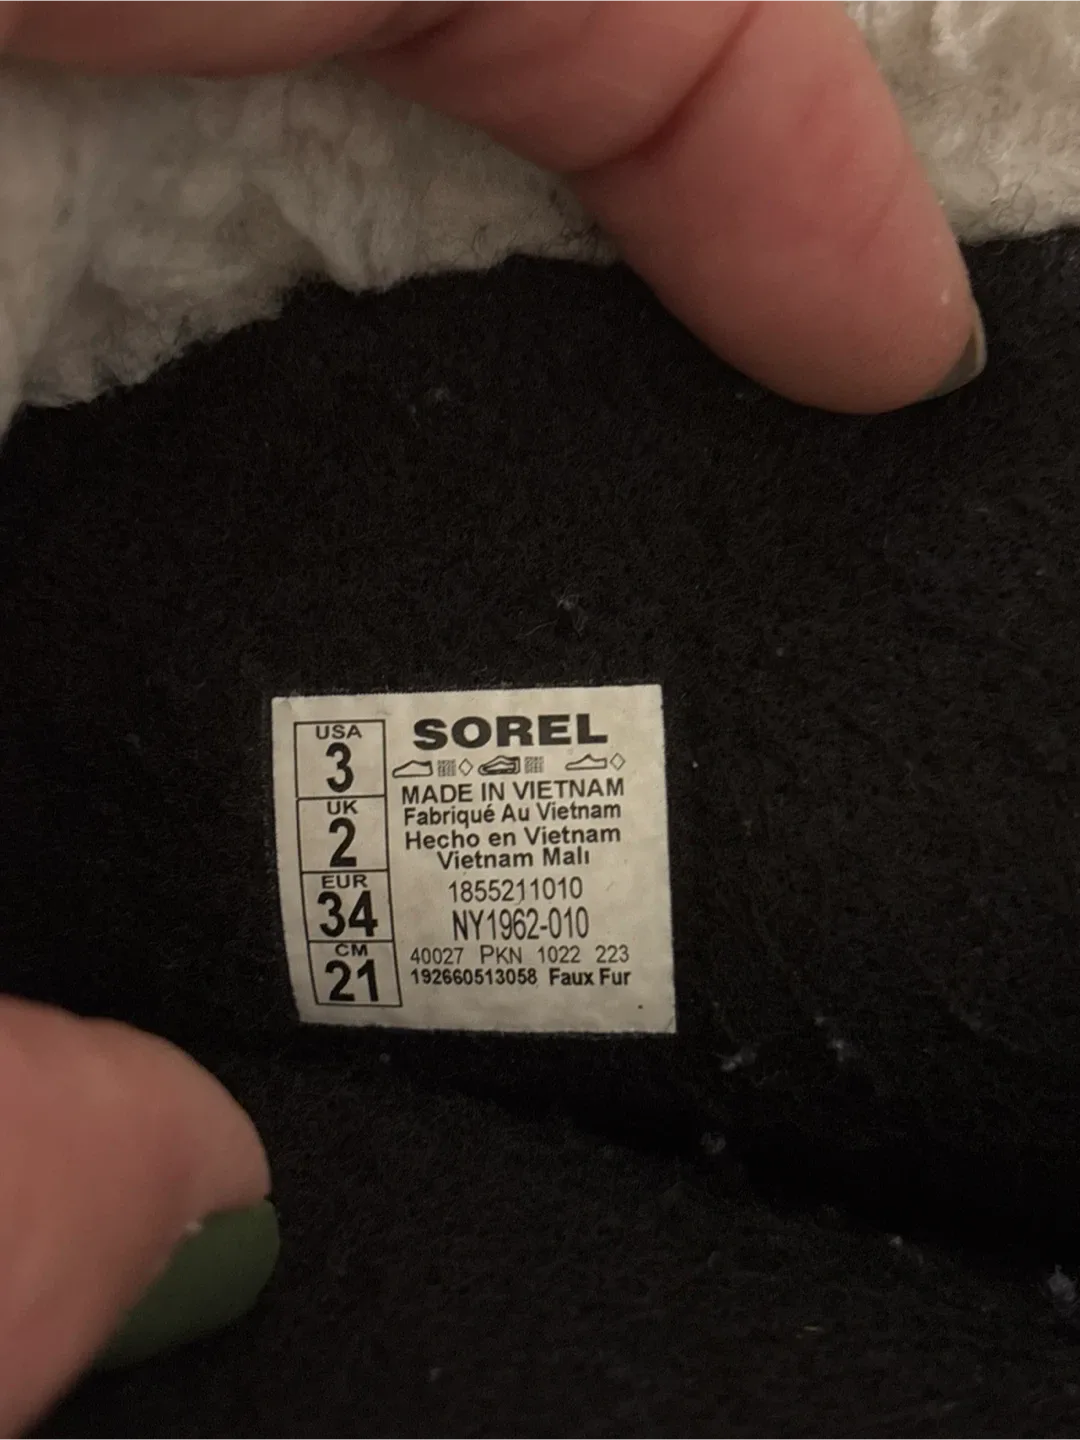 USA
3
UK
2
EUR
34
CM
21
SOREL
MADE IN VIETNAM
Fabriqué Au Vietnam
Hecho en Vietnam
Vietnam Malı
1855211010
NY1962-010
40027 PKN 1022 223
192660513058 Faux Fur